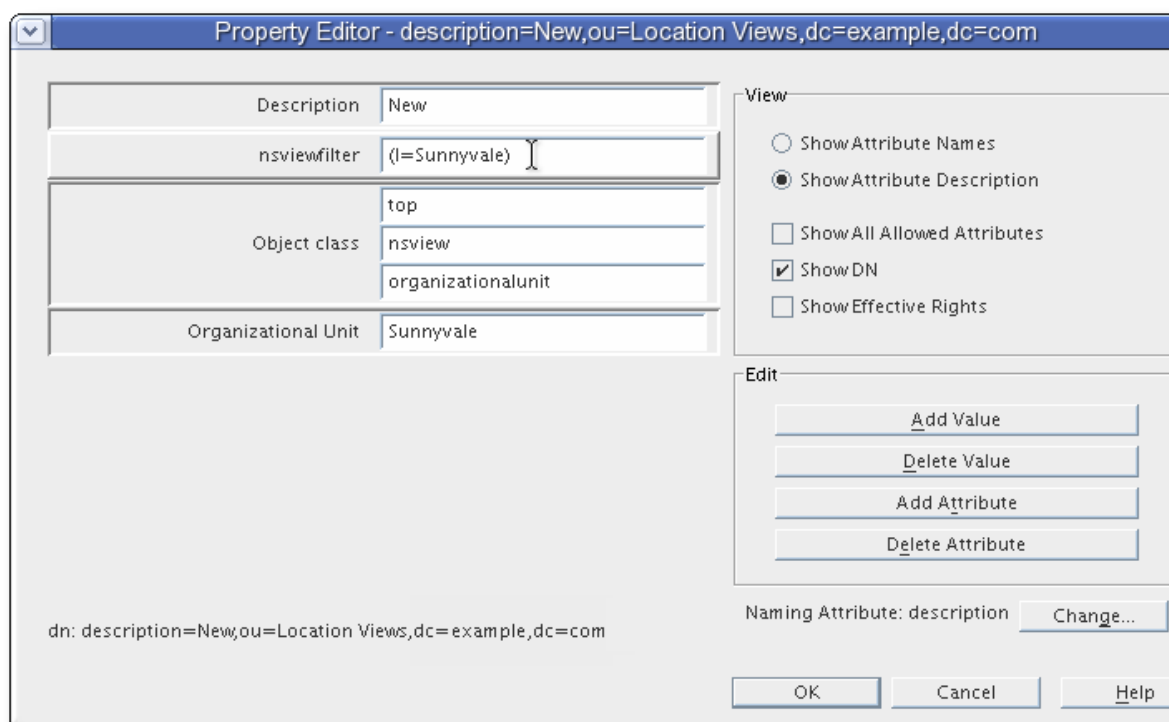 Property Editor - description=New,ou=Location Views,dc=example,dc=com
Description New
nsviewfilter (l=Sunnyvale)
Object class
top
nsview
organizationalunit
Organizational Unit Sunnyvale
dn: description=New,ou=Location Views,dc=example,dc=com
View
Show Attribute Names
Show Attribute Description
Show All Allowed Attributes
Show DN
Show Effective Rights
Edit
Add Value
Delete Value
Add Attribute
Delete Attribute
Naming Attribute: description Change...
OK Cancel Help